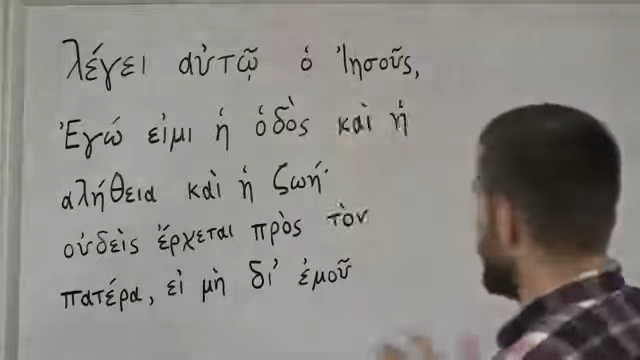 λέγει αὐτῷ ὁ Ἰησοῦς,
Ἐγώ εἰμι ἡ ὁδὸς καὶ ἡ
αλήθεια καὶ ἡ ζωή·
οὐδεὶς ἔρχεται πρὸς τὸν
πατέρα, εἰ μὴ δι' ἐμοῦ